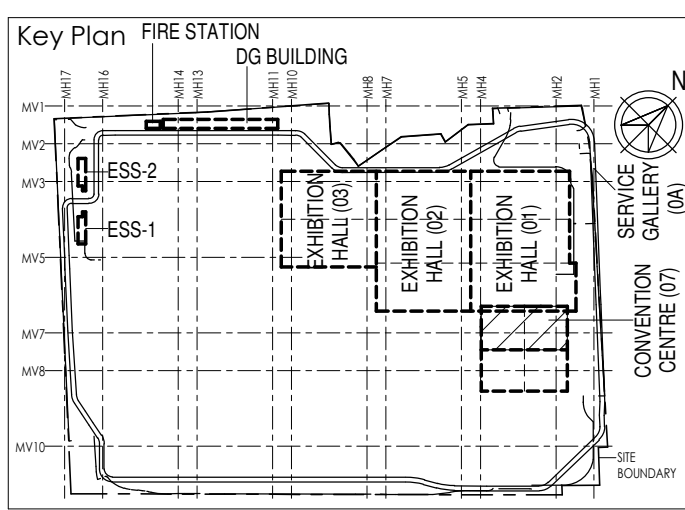 Key Plan
FIRE STATION
DG BUILDING
MH17
MH16
MH14
MH13
MH11
MH10
MH8
MH7
MH5
MH4
MH2
MH1
N
MV1
MV2
MV3
MV5
MV7
MV8
MV10
ESS-2
ESS-1
EXHIBITION
HALL (03)
EXHIBITION
HALL (02)
EXHIBITION
HALL (01)
SERVICE
GALLERY
(0A)
CONVENTION
CENTRE (07)
SITE
BOUNDARY